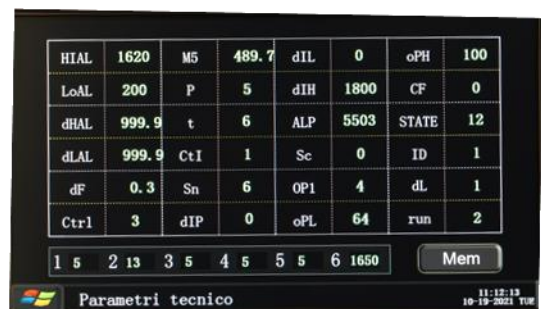 HIAL 1620 M5 489.7 dIL 0 oPH 100
LoAL 200 P 5 dIH 1800 CF 0
dHAL 999.9 t 6 ALP 5503 STATE 12
dLAL 999.9 CtI 1 Sc 0 ID 1
dF 0.3 Sn 6 OP1 4 dL 1
Ctrl 3 dIP 0 oPL 64 run 2
1 5 2 13 3 5 4 5 5 5 6 1650 Mem
Parametri tecnico
11:12:13
10-19-2021 TUE